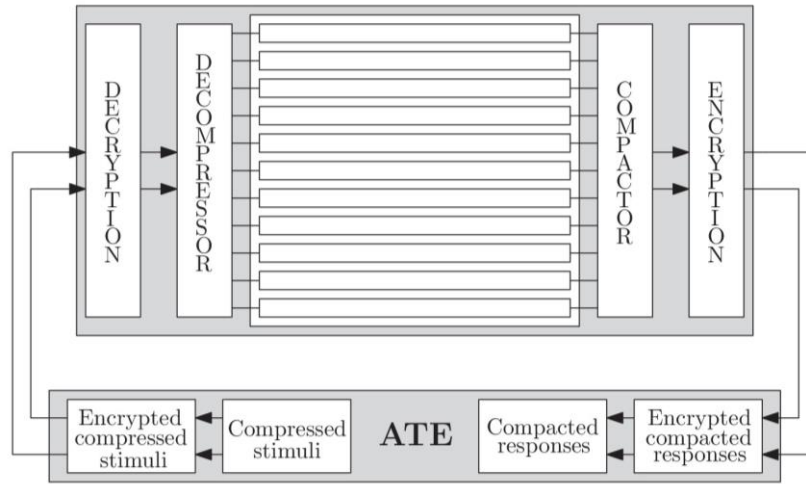 DECRYPTION
DECOMPRESSOR
COMPACTOR
ENCRYPTION
Encrypted
compressed
stimuli
Compressed
stimuli
ATE
Compacted
responses
Encrypted
compacted
responses